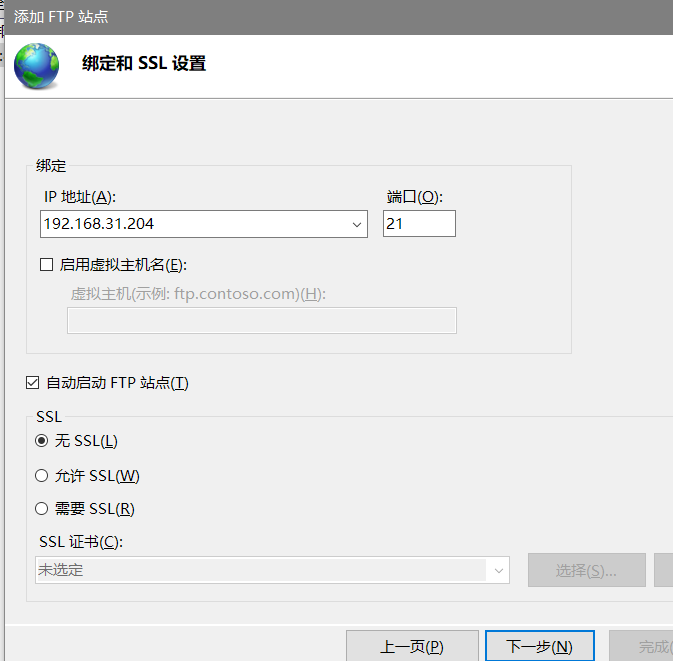 添加 FTP 站点
绑定和 SSL 设置
绑定
IP 地址(A):
端口(O):
192.168.31.204
21
启用虚拟主机名(E):
虚拟主机(示例: ftp.contoso.com)(H):
自动启动 FTP 站点(T)
SSL
无 SSL(L)
允许 SSL(W)
需要 SSL(R)
SSL 证书(C):
未选定
选择(S)...
上一页(P)
下一步(N)
完成(